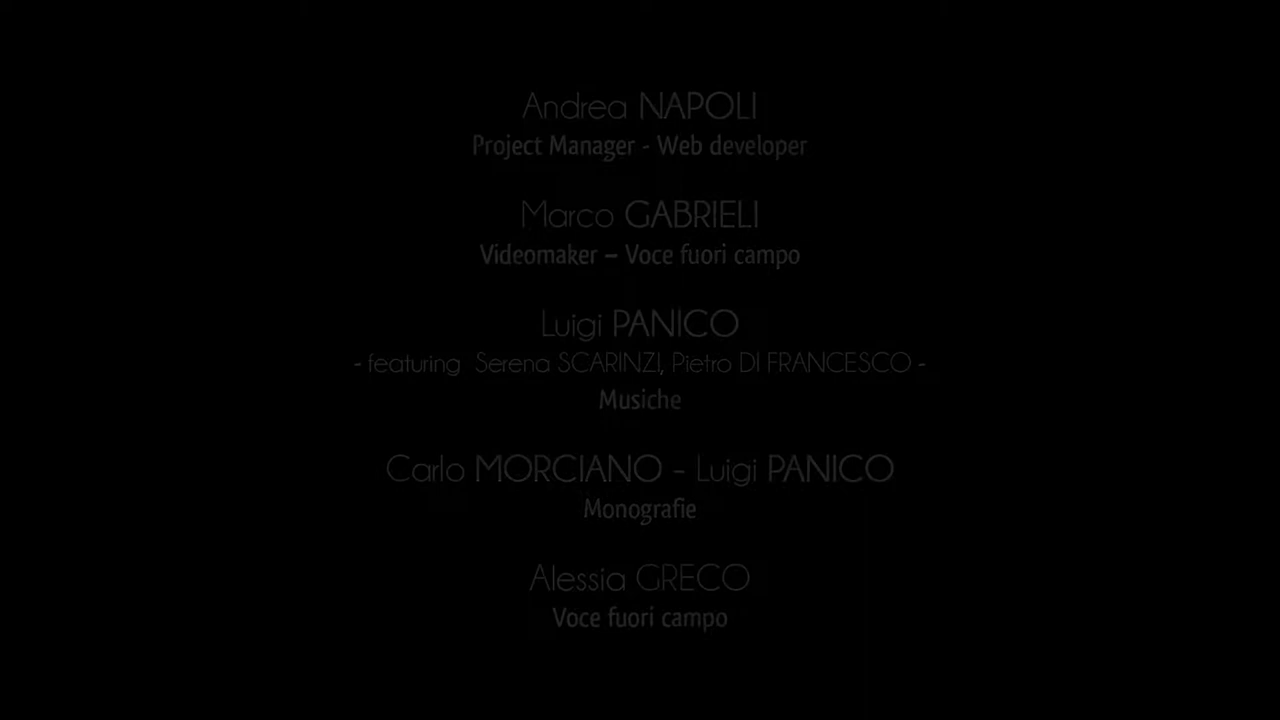 Andrea NAPOLI
Project Manager - Web developer
Marco GABRIELI
Videomaker – Voce fuori campo
Luigi PANICO
- featuring Serena SCARINZI, Pietro DI FRANCESCO -
Musiche
Carlo MORCIANO - Luigi PANICO
Monografie
Alessia GRECO
Voce fuori campo